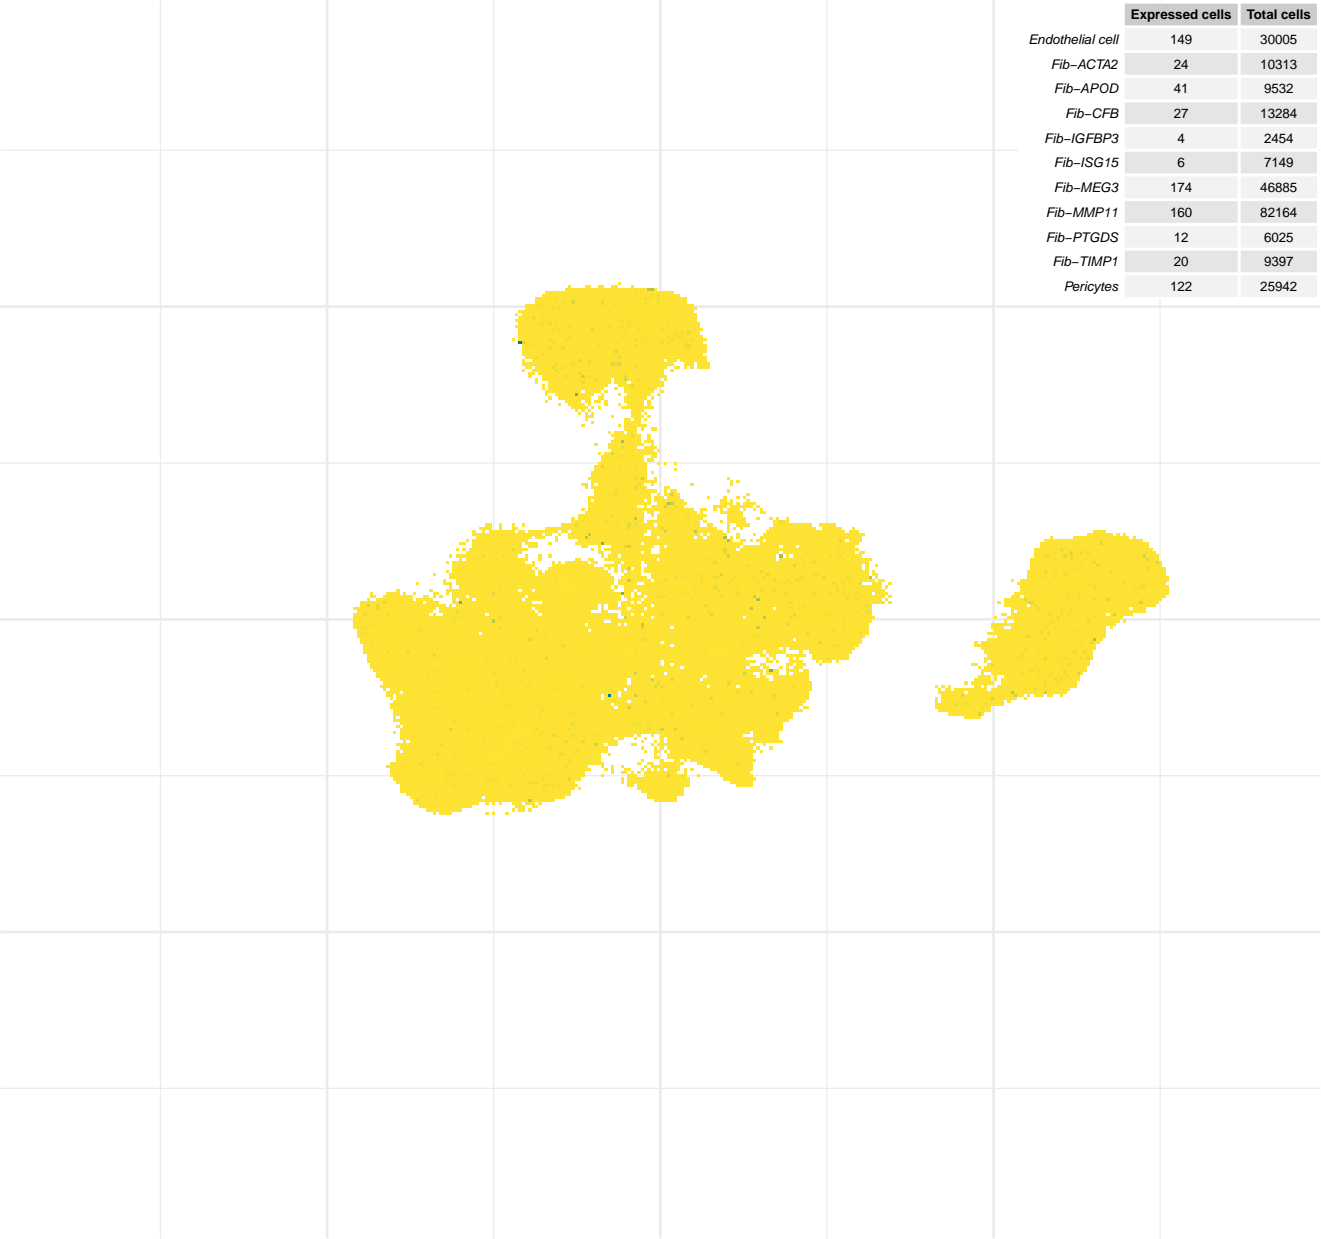 Expressed cells Total cells
Endothelial cell 149 30005
Fib−ACTA2 24 10313
Fib−APOD 41 9532
Fib−CFB 27 13284
Fib−IGFBP3 4 2454
Fib−ISG15 6 7149
Fib−MEG3 174 46885
Fib−MMP11 160 82164
Fib−PTGDS 12 6025
Fib−TIMP1 20 9397
Pericytes 122 25942